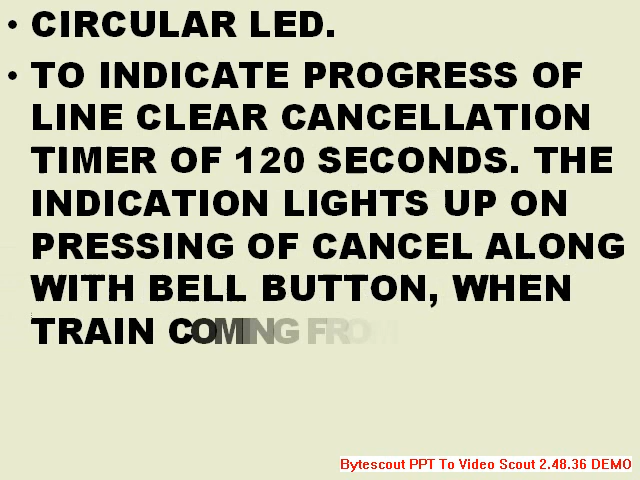 • CIRCULAR LED.
• TO INDICATE PROGRESS OF
LINE CLEAR CANCELLATION
TIMER OF 120 SECONDS. THE
INDICATION LIGHTS UP ON
PRESSING OF CANCEL ALONG
WITH BELL BUTTON, WHEN
TRAIN COMING FROM
Bytescout PPT To Video Scout 2.48.36 DEMO